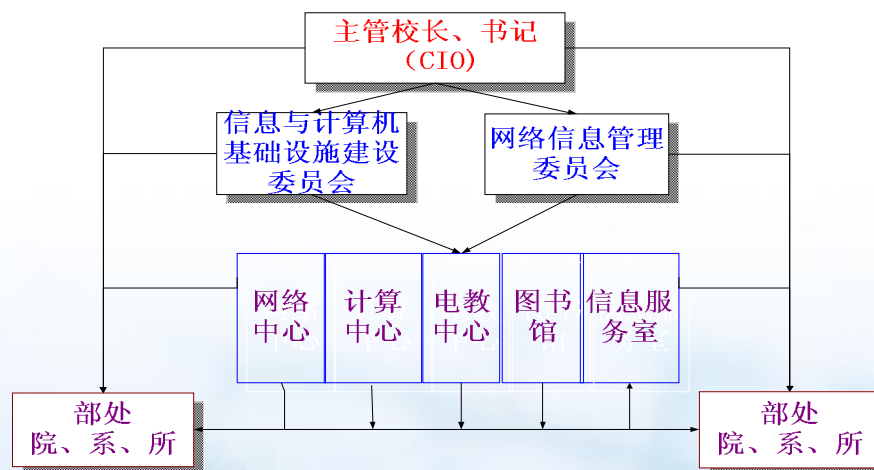 主管校长、书记
（CIO)
信息与计算机
基础设施建设
委员会
网络信息管理
委员会
网络
中心
计算
中心
电教
中心
图书
馆
信息服
务室
部处
院、系、所
部处
院、系、所